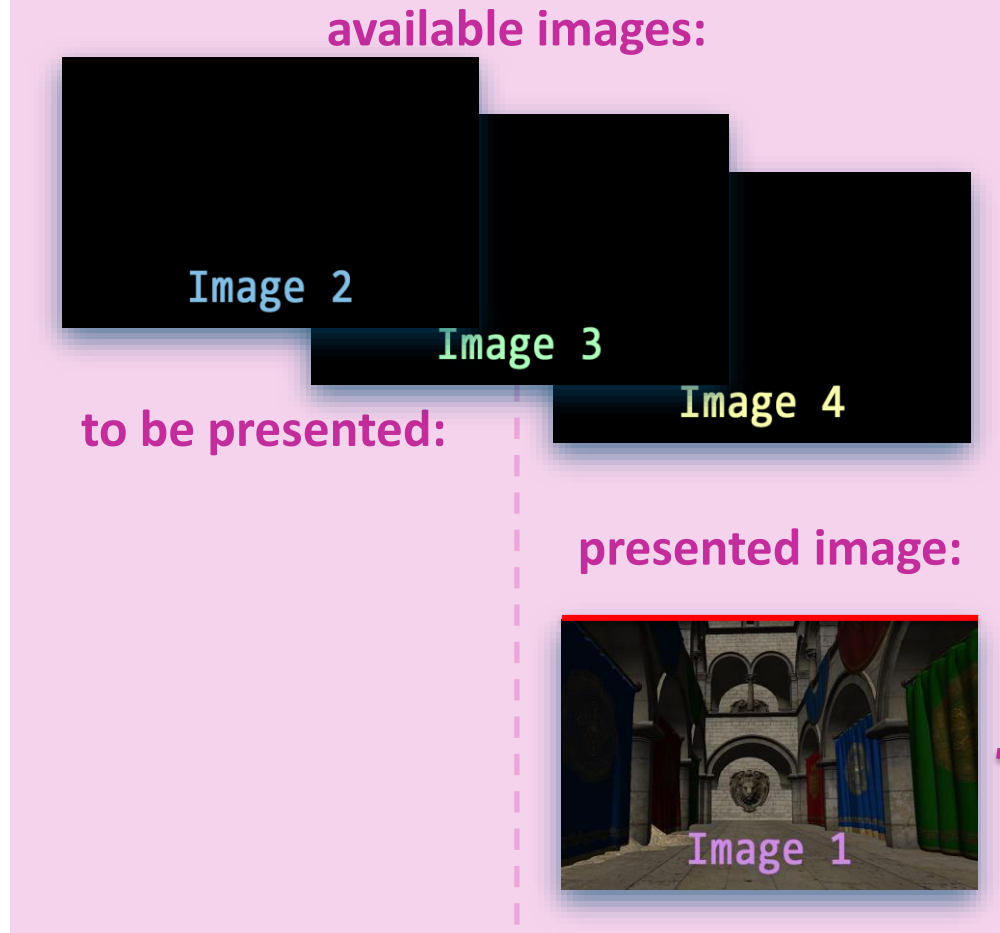 available images:
Image 2
Image 3
Image 4
to be presented:
presented image:
Image 1